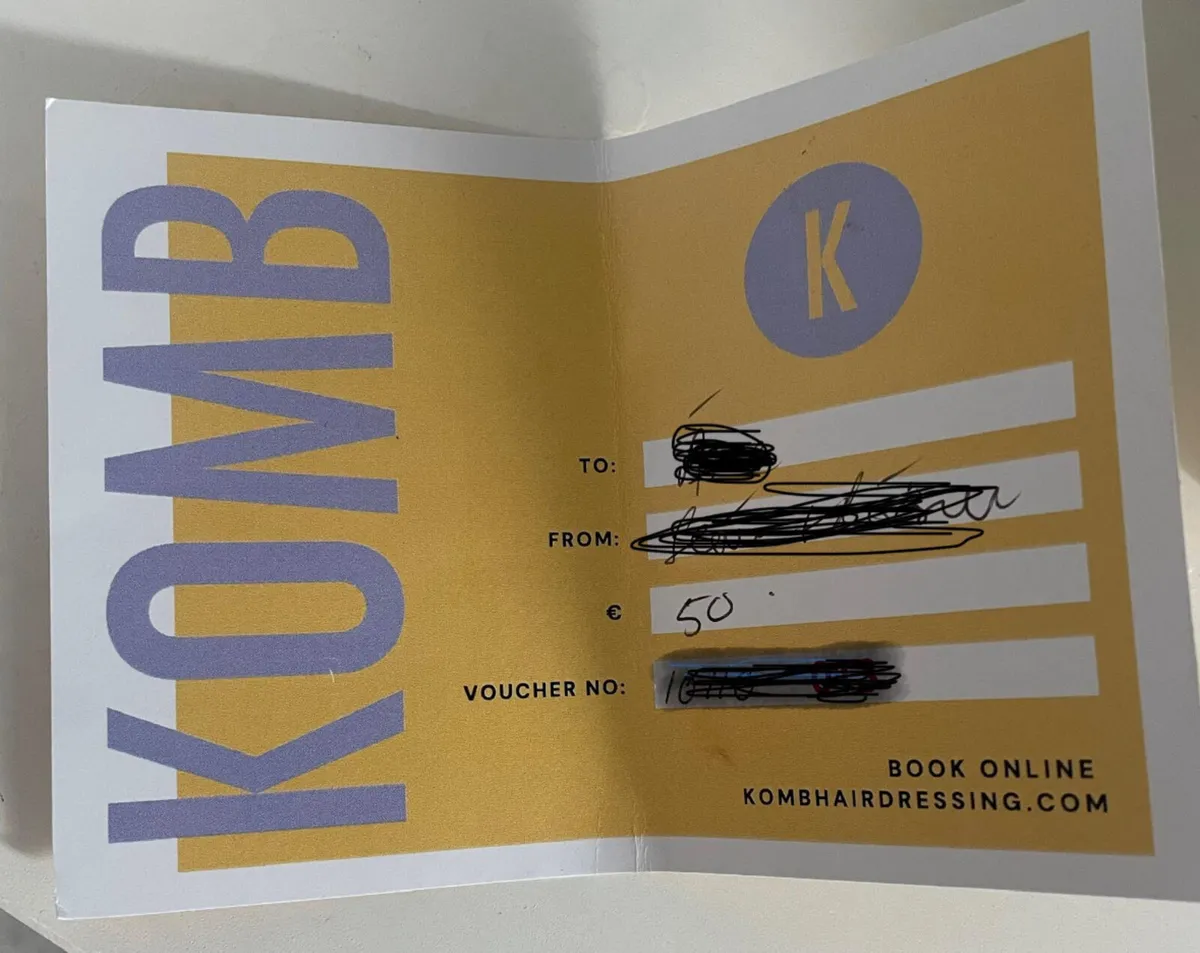 KOMB
K
TO:
FROM:
€ 50
VOUCHER NO:
BOOK ONLINE
KOMBHAIRDRESSING.COM